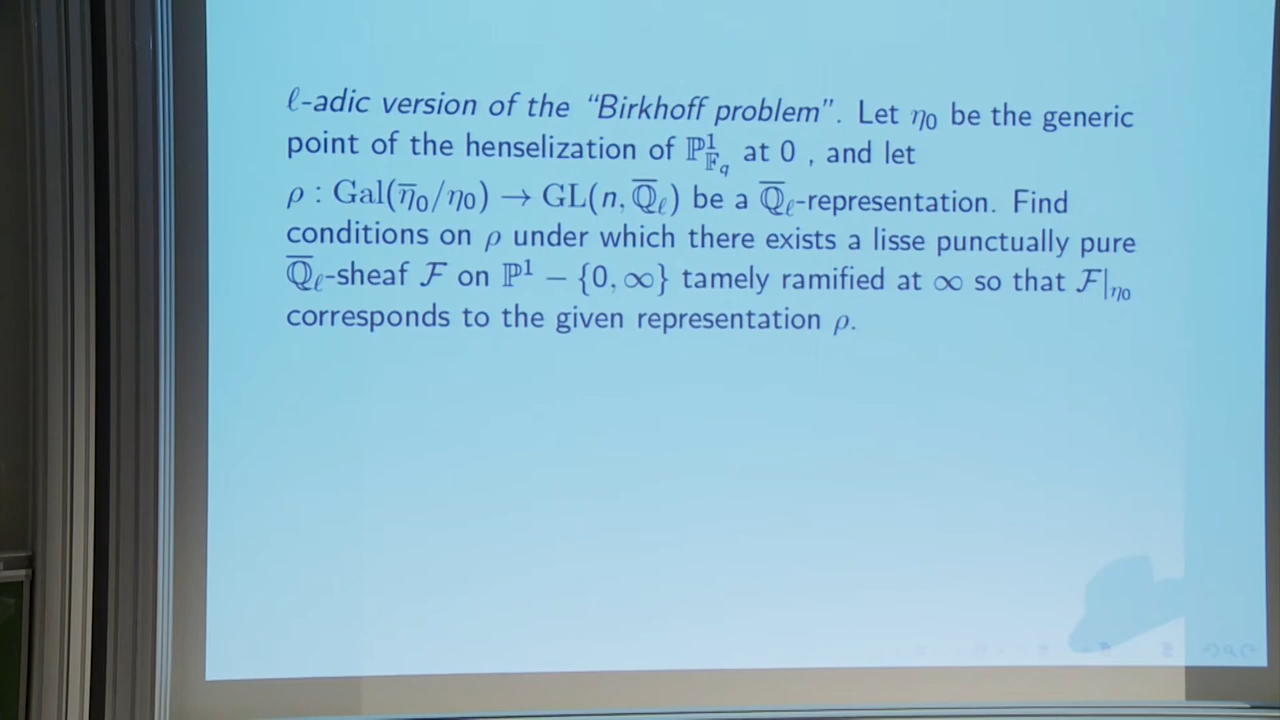 ℓ-adic version of the “Birkhoff problem”. Let η₀ be the generic
point of the henselization of ℙ¹_{𝔽_q} at 0 , and let
ρ : Gal(η̄₀/η₀) → GL(n, ℚ̄_ℓ) be a ℚ̄_ℓ-representation. Find
conditions on ρ under which there exists a lisse punctually pure
ℚ̄_ℓ-sheaf ℱ on ℙ¹ − {0, ∞} tamely ramified at ∞ so that ℱ|_{η₀}
corresponds to the given representation ρ.